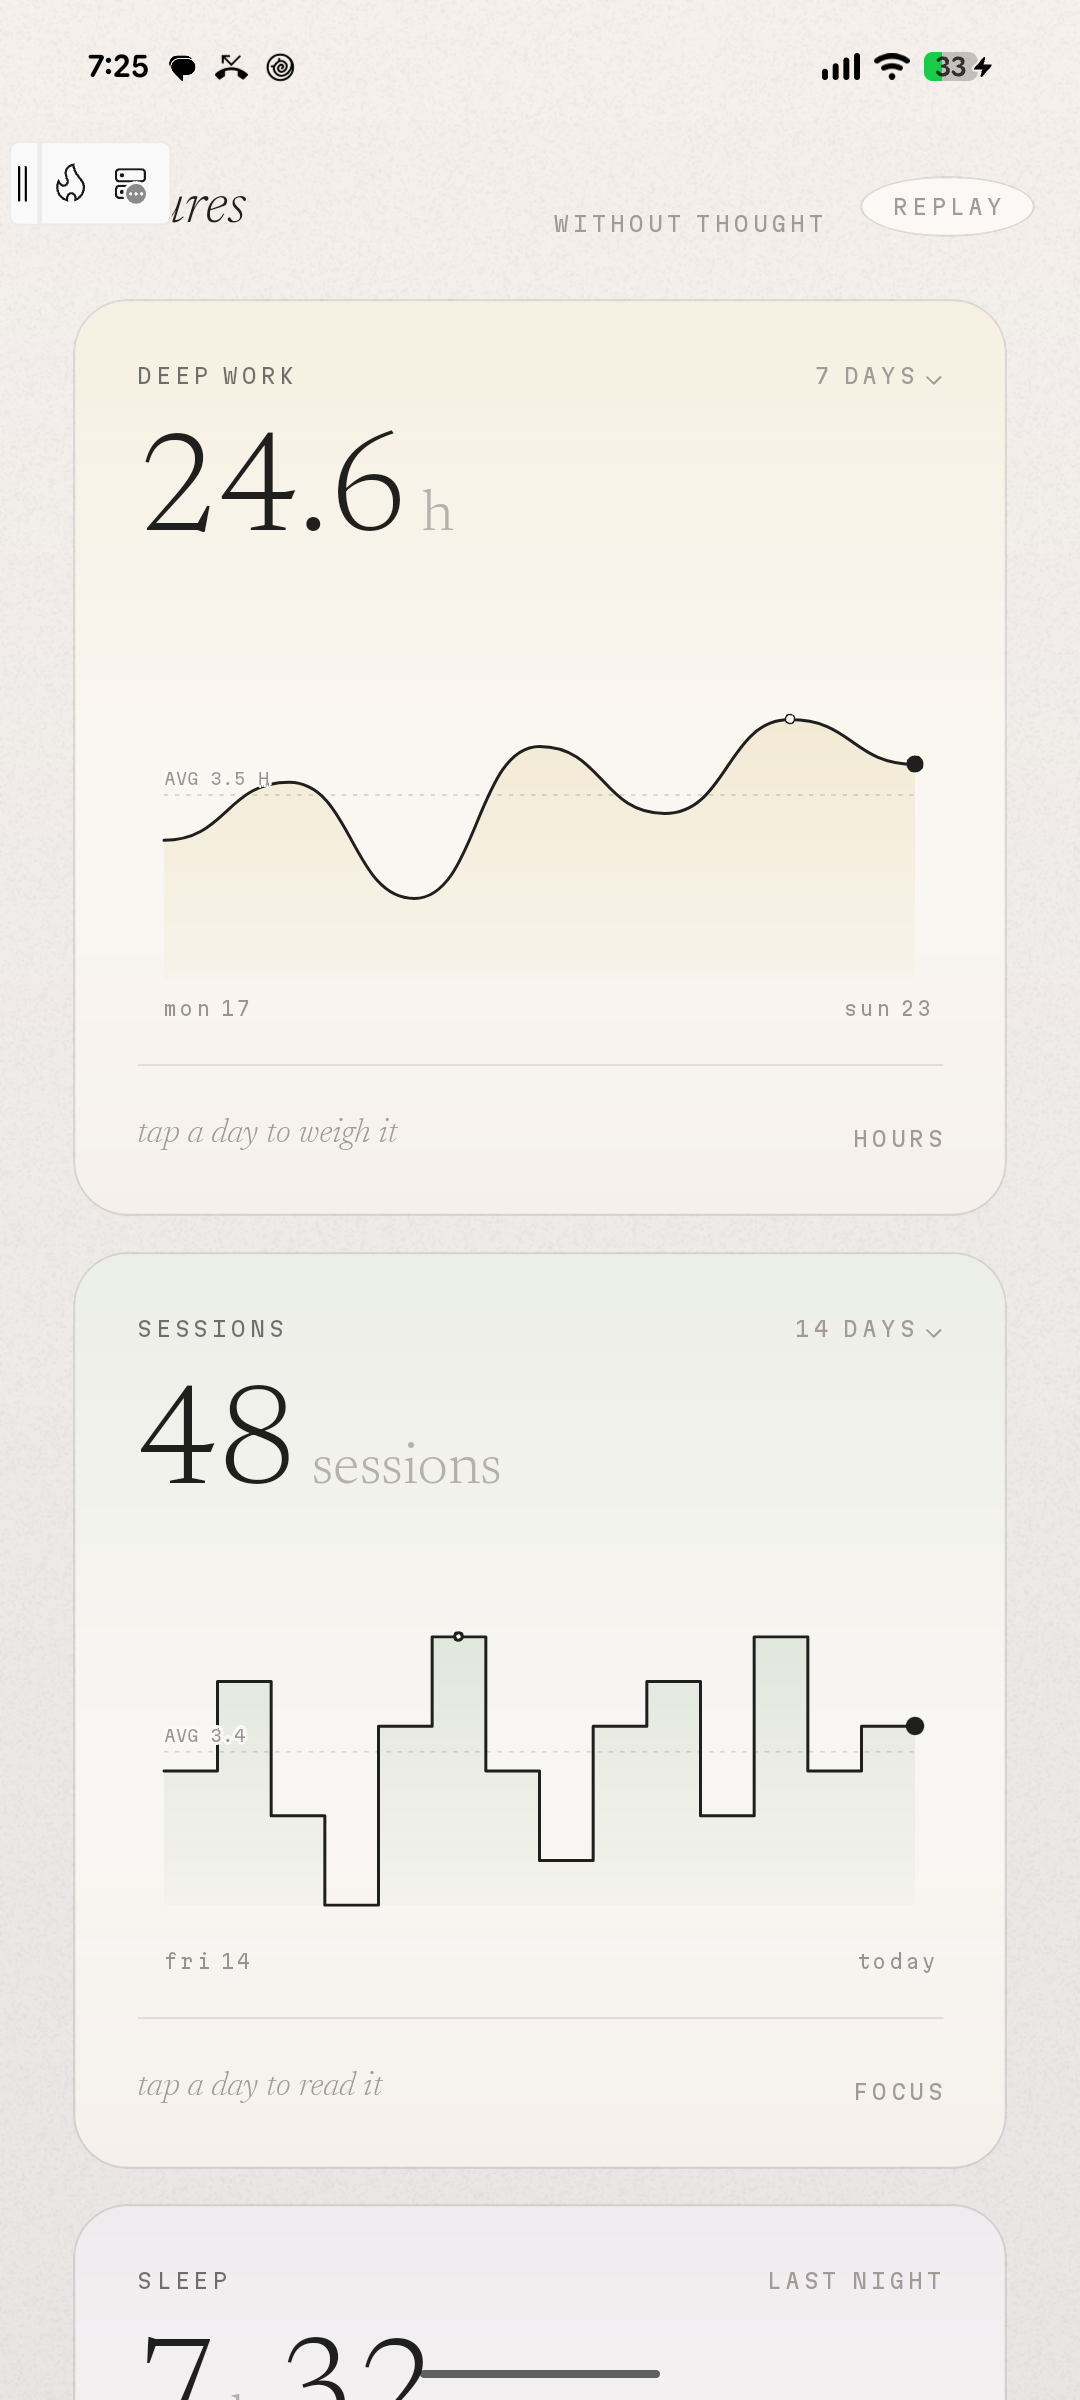 7:25
33
ures
WITHOUT THOUGHT
REPLAY
DEEP WORK
7 DAYS
24.6 h
AVG 3.5 H
mon 17
sun 23
tap a day to weigh it
HOURS
SESSIONS
14 DAYS
48 sessions
AVG 3.4
fri 14
today
tap a day to read it
FOCUS
SLEEP
LAST NIGHT
7 h 32